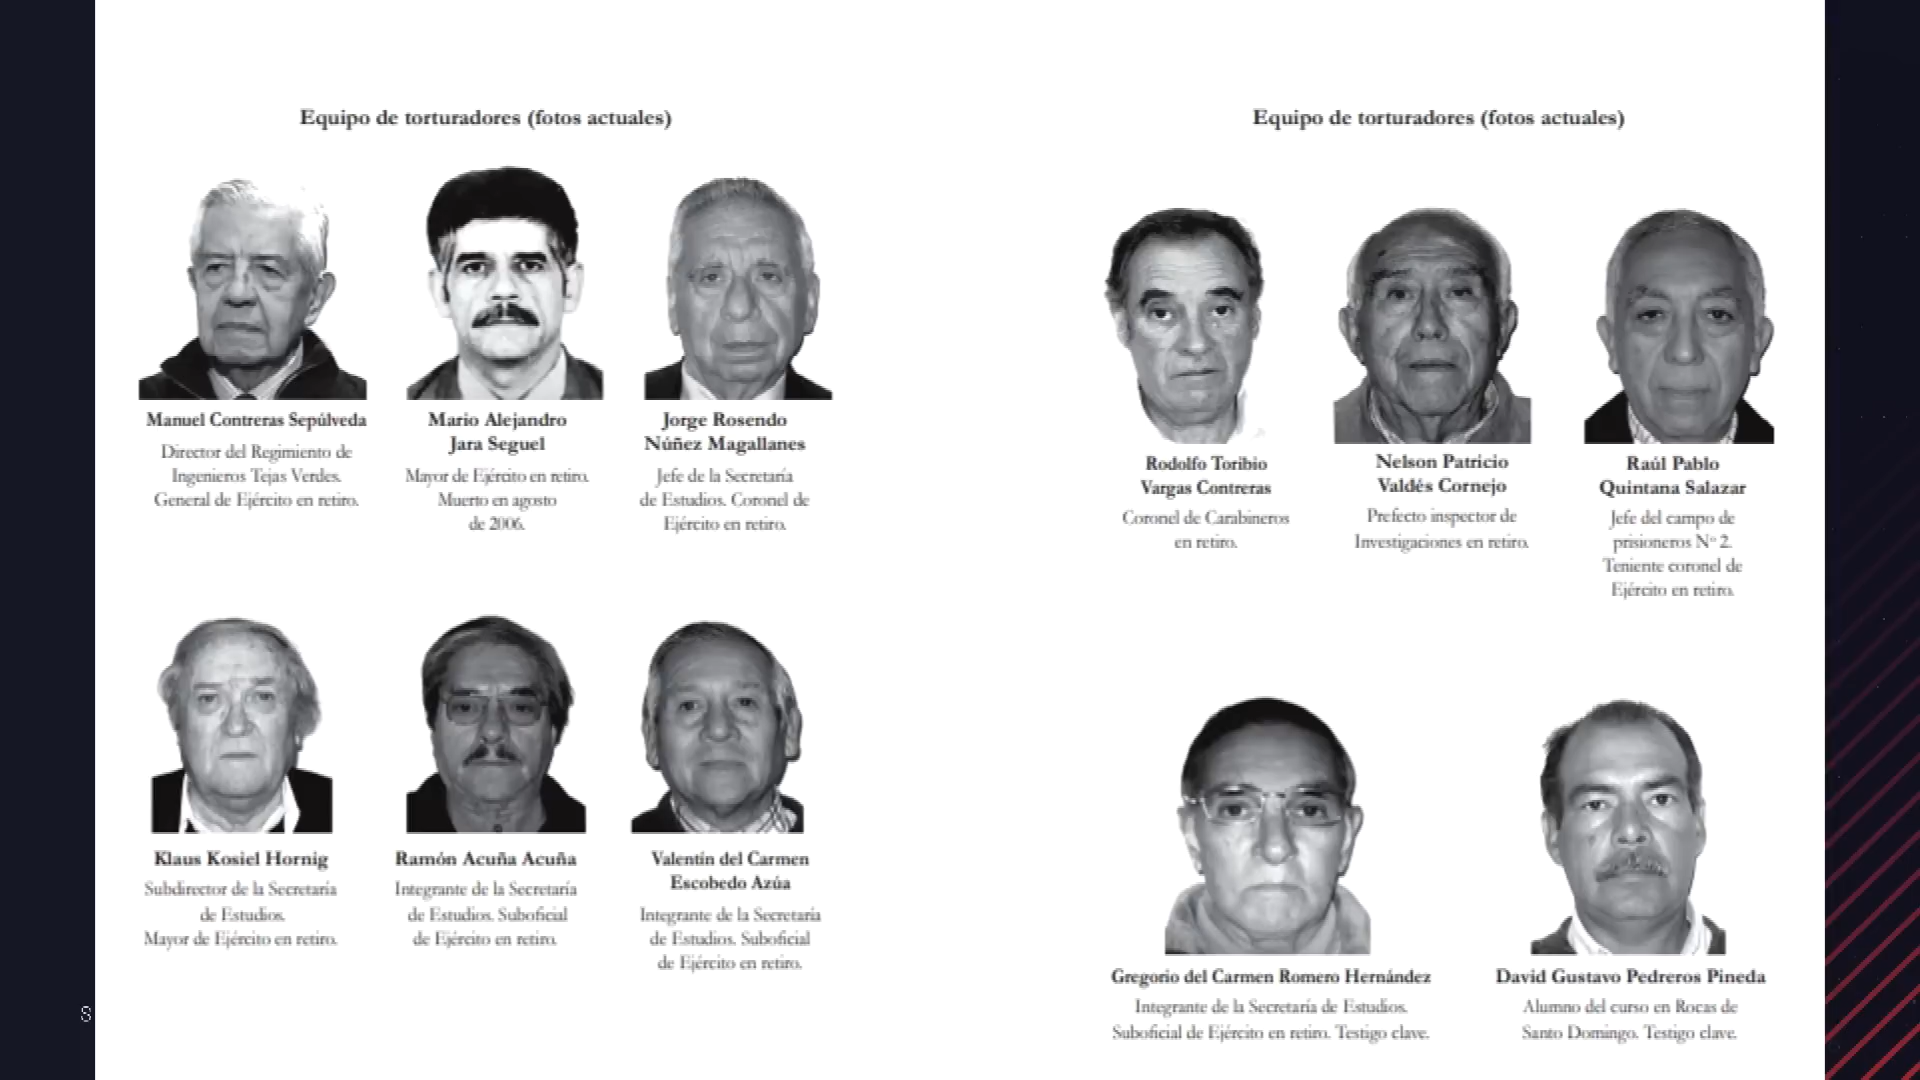 Equipo de torturadores (fotos actuales)
Manuel Contreras Sepúlveda
Director del Regimiento de
Ingenieros Tejas Verdes.
General de Ejército en retiro.
Mario Alejandro
Jara Seguel
Mayor de Ejército en retiro.
Muerto en agosto
de 2006.
Jorge Rosendo
Núñez Magallanes
Jefe de la Secretaría
de Estudios. Coronel de
Ejército en retiro.
Klaus Kosiel Hornig
Subdirector de la Secretaría
de Estudios.
Mayor de Ejército en retiro.
Ramón Acuña Acuña
Integrante de la Secretaría
de Estudios. Suboficial
de Ejército en retiro.
Valentín del Carmen
Escobedo Azúa
Integrante de la Secretaría
de Estudios. Suboficial
de Ejército en retiro.
Equipo de torturadores (fotos actuales)
Rodolfo Toribio
Vargas Contreras
Coronel de Carabineros
en retiro.
Nelson Patricio
Valdés Cornejo
Prefecto inspector de
Investigaciones en retiro.
Raúl Pablo
Quintana Salazar
Jefe del campo de
prisioneros Nº 2.
Teniente coronel de
Ejército en retiro.
Gregorio del Carmen Romero Hernández
Integrante de la Secretaría de Estudios.
Suboficial de Ejército en retiro. Testigo clave.
David Gustavo Pedreros Pineda
Alumno del curso en Rocas de
Santo Domingo. Testigo clave.